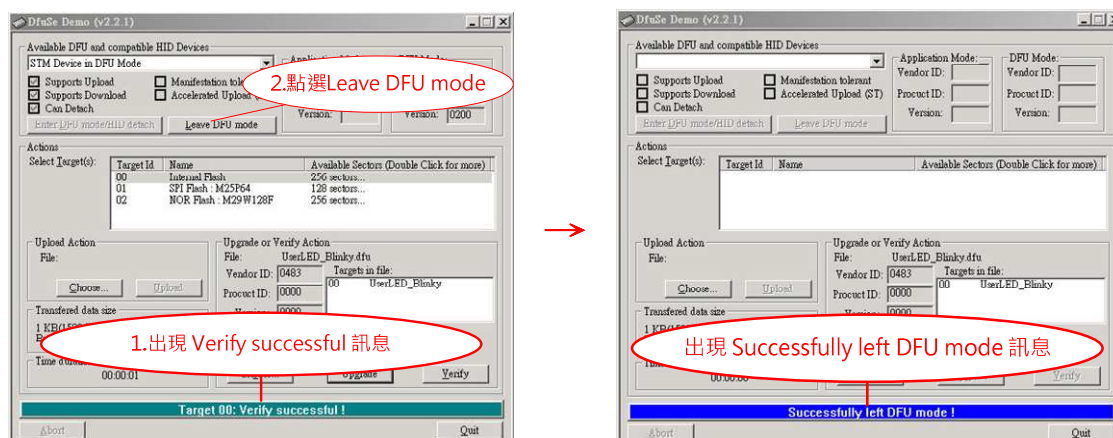 DfuSe Demo (v2.2.1)
Available DFU and compatible HID Devices
STM Device in DFU Mode
Supports Upload
Manifestation tolerant
Supports Download
Accelerated Upload
Can Detach
Enter DFU mode/HID detach
Leave DFU mode
Version:
Version: 0200
2.點選Leave DFU mode
Actions
Select Target(s):
Target Id Name Available Sectors (Double Click for more)
00 Internal Flash 256 sectors...
01 SPI Flash : M25P64 128 sectors...
02 NOR Flash : M29W128F 256 sectors...
Upload Action
File:
Choose...
Upload
Upgrade or Verify Action
File: UserLED_Blinky.dfu
Vendor ID: 0483
Targets in file:
00 UserLED_Blinky
Procuct ID: 0000
0000
Transfered data size
1.出現 Verify successful 訊息
00:00:01
Upgrade
Verify
Target 00: Verify successful !
Abort
Quit
→
DfuSe Demo (v2.2.1)
Available DFU and compatible HID Devices
Application Mode:
DFU Mode:
Supports Upload
Manifestation tolerant
Vendor ID:
Vendor ID:
Supports Download
Accelerated Upload (ST)
Procuct ID:
Procuct ID:
Can Detach
Version:
Version:
Enter DFU mode/HID detach
Leave DFU mode
Actions
Select Target(s):
Target Id Name Available Sectors (Double Click for more)
Upload Action
File:
Choose...
Upload
Upgrade or Verify Action
File: UserLED_Blinky.dfu
Vendor ID: 0483
Targets in file:
00 UserLED_Blinky
Procuct ID: 0000
Transfered data size
出現 Successfully left DFU mode 訊息
Verify
Successfully left DFU mode !
Abort
Quit